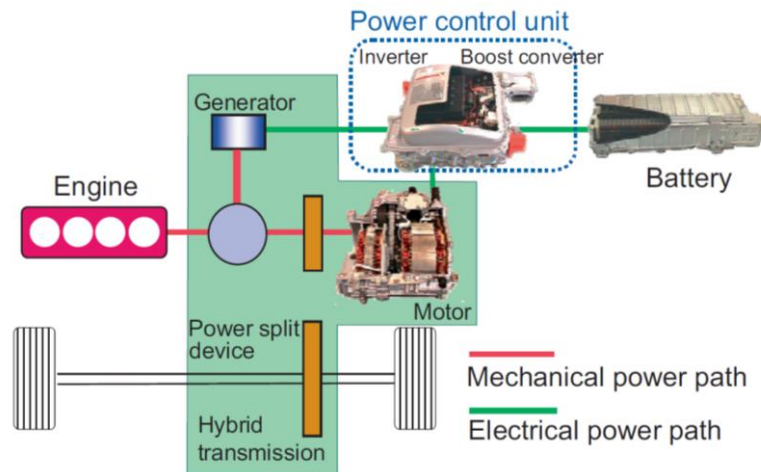 Power control unit
Inverter
Boost converter
Generator
Engine
Battery
Motor
Power split
device
Hybrid
transmission
Mechanical power path
Electrical power path